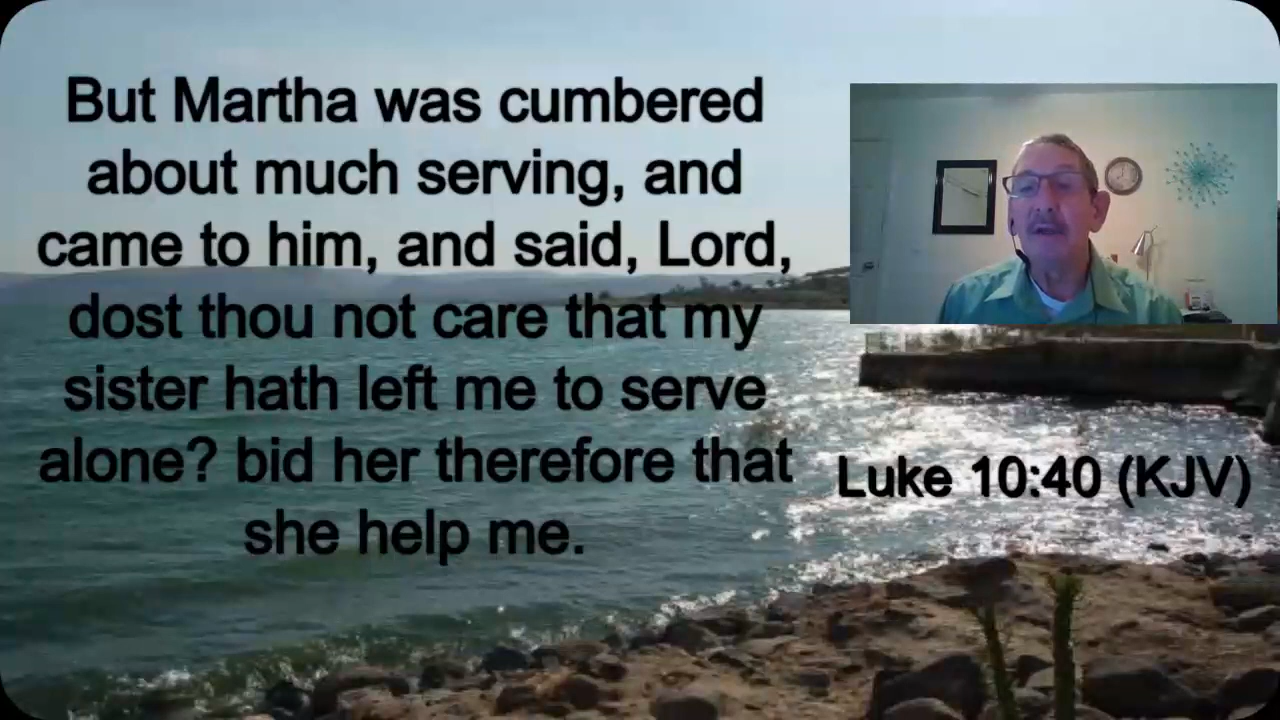 But Martha was cumbered
about much serving, and
came to him, and said, Lord,
dost thou not care that my
sister hath left me to serve
alone? bid her therefore that
she help me.
Luke 10:40 (KJV)